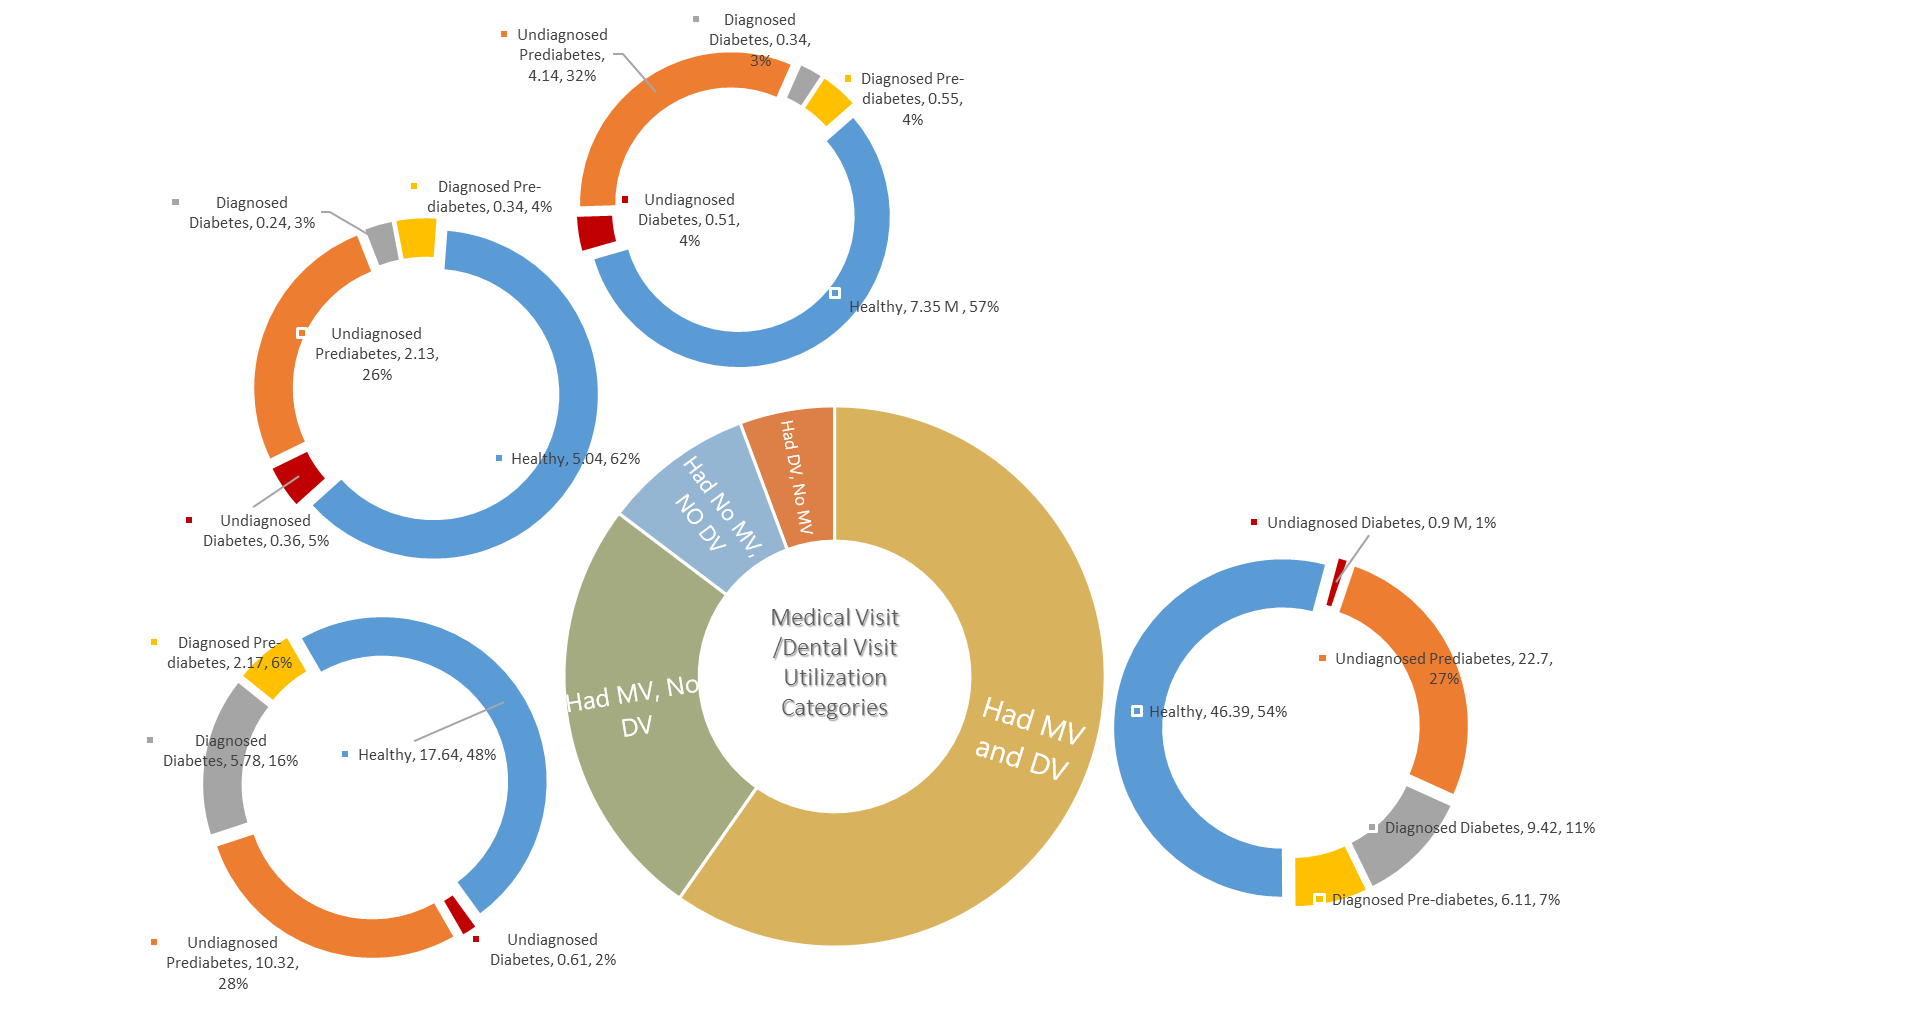 Diagnosed
Diabetes, 0.34,
3%
Undiagnosed
Prediabetes,
4.14, 32%
Diagnosed Pre-
diabetes, 0.55,
4%
Undiagnosed
Diabetes, 0.51,
4%
Healthy, 7.35 M , 57%
Diagnosed Pre-
diabetes, 0.34, 4%
Diagnosed
Diabetes, 0.24, 3%
Undiagnosed
Prediabetes, 2.13,
26%
Healthy, 5.04, 62%
Undiagnosed
Diabetes, 0.36, 5%
Had DV, No MV
Had No MV,
NO DV
Had MV, No
DV
Had MV
and DV
Medical Visit
/Dental Visit
Utilization
Categories
Undiagnosed Diabetes, 0.9 M, 1%
Undiagnosed Prediabetes, 22.7,
27%
Healthy, 46.39, 54%
Diagnosed Diabetes, 9.42, 11%
Diagnosed Pre-diabetes, 6.11, 7%
Diagnosed Pre-
diabetes, 2.17, 6%
Diagnosed
Diabetes, 5.78, 16%
Healthy, 17.64, 48%
Undiagnosed
Prediabetes, 10.32,
28%
Undiagnosed
Diabetes, 0.61, 2%